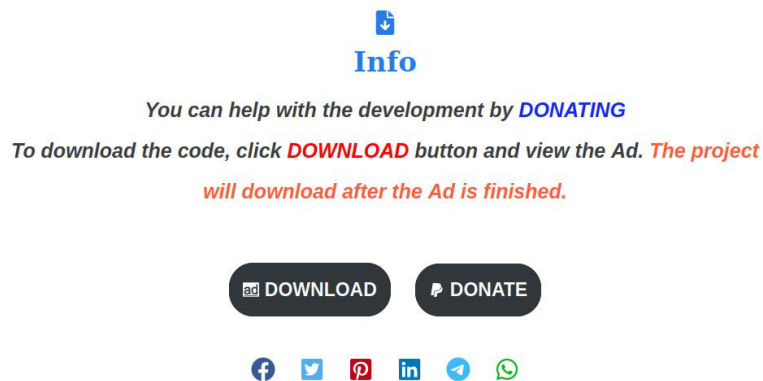 Info
You can help with the development by DONATING
To download the code, click DOWNLOAD button and view the Ad. The project
will download after the Ad is finished.
ad DOWNLOAD DONATE